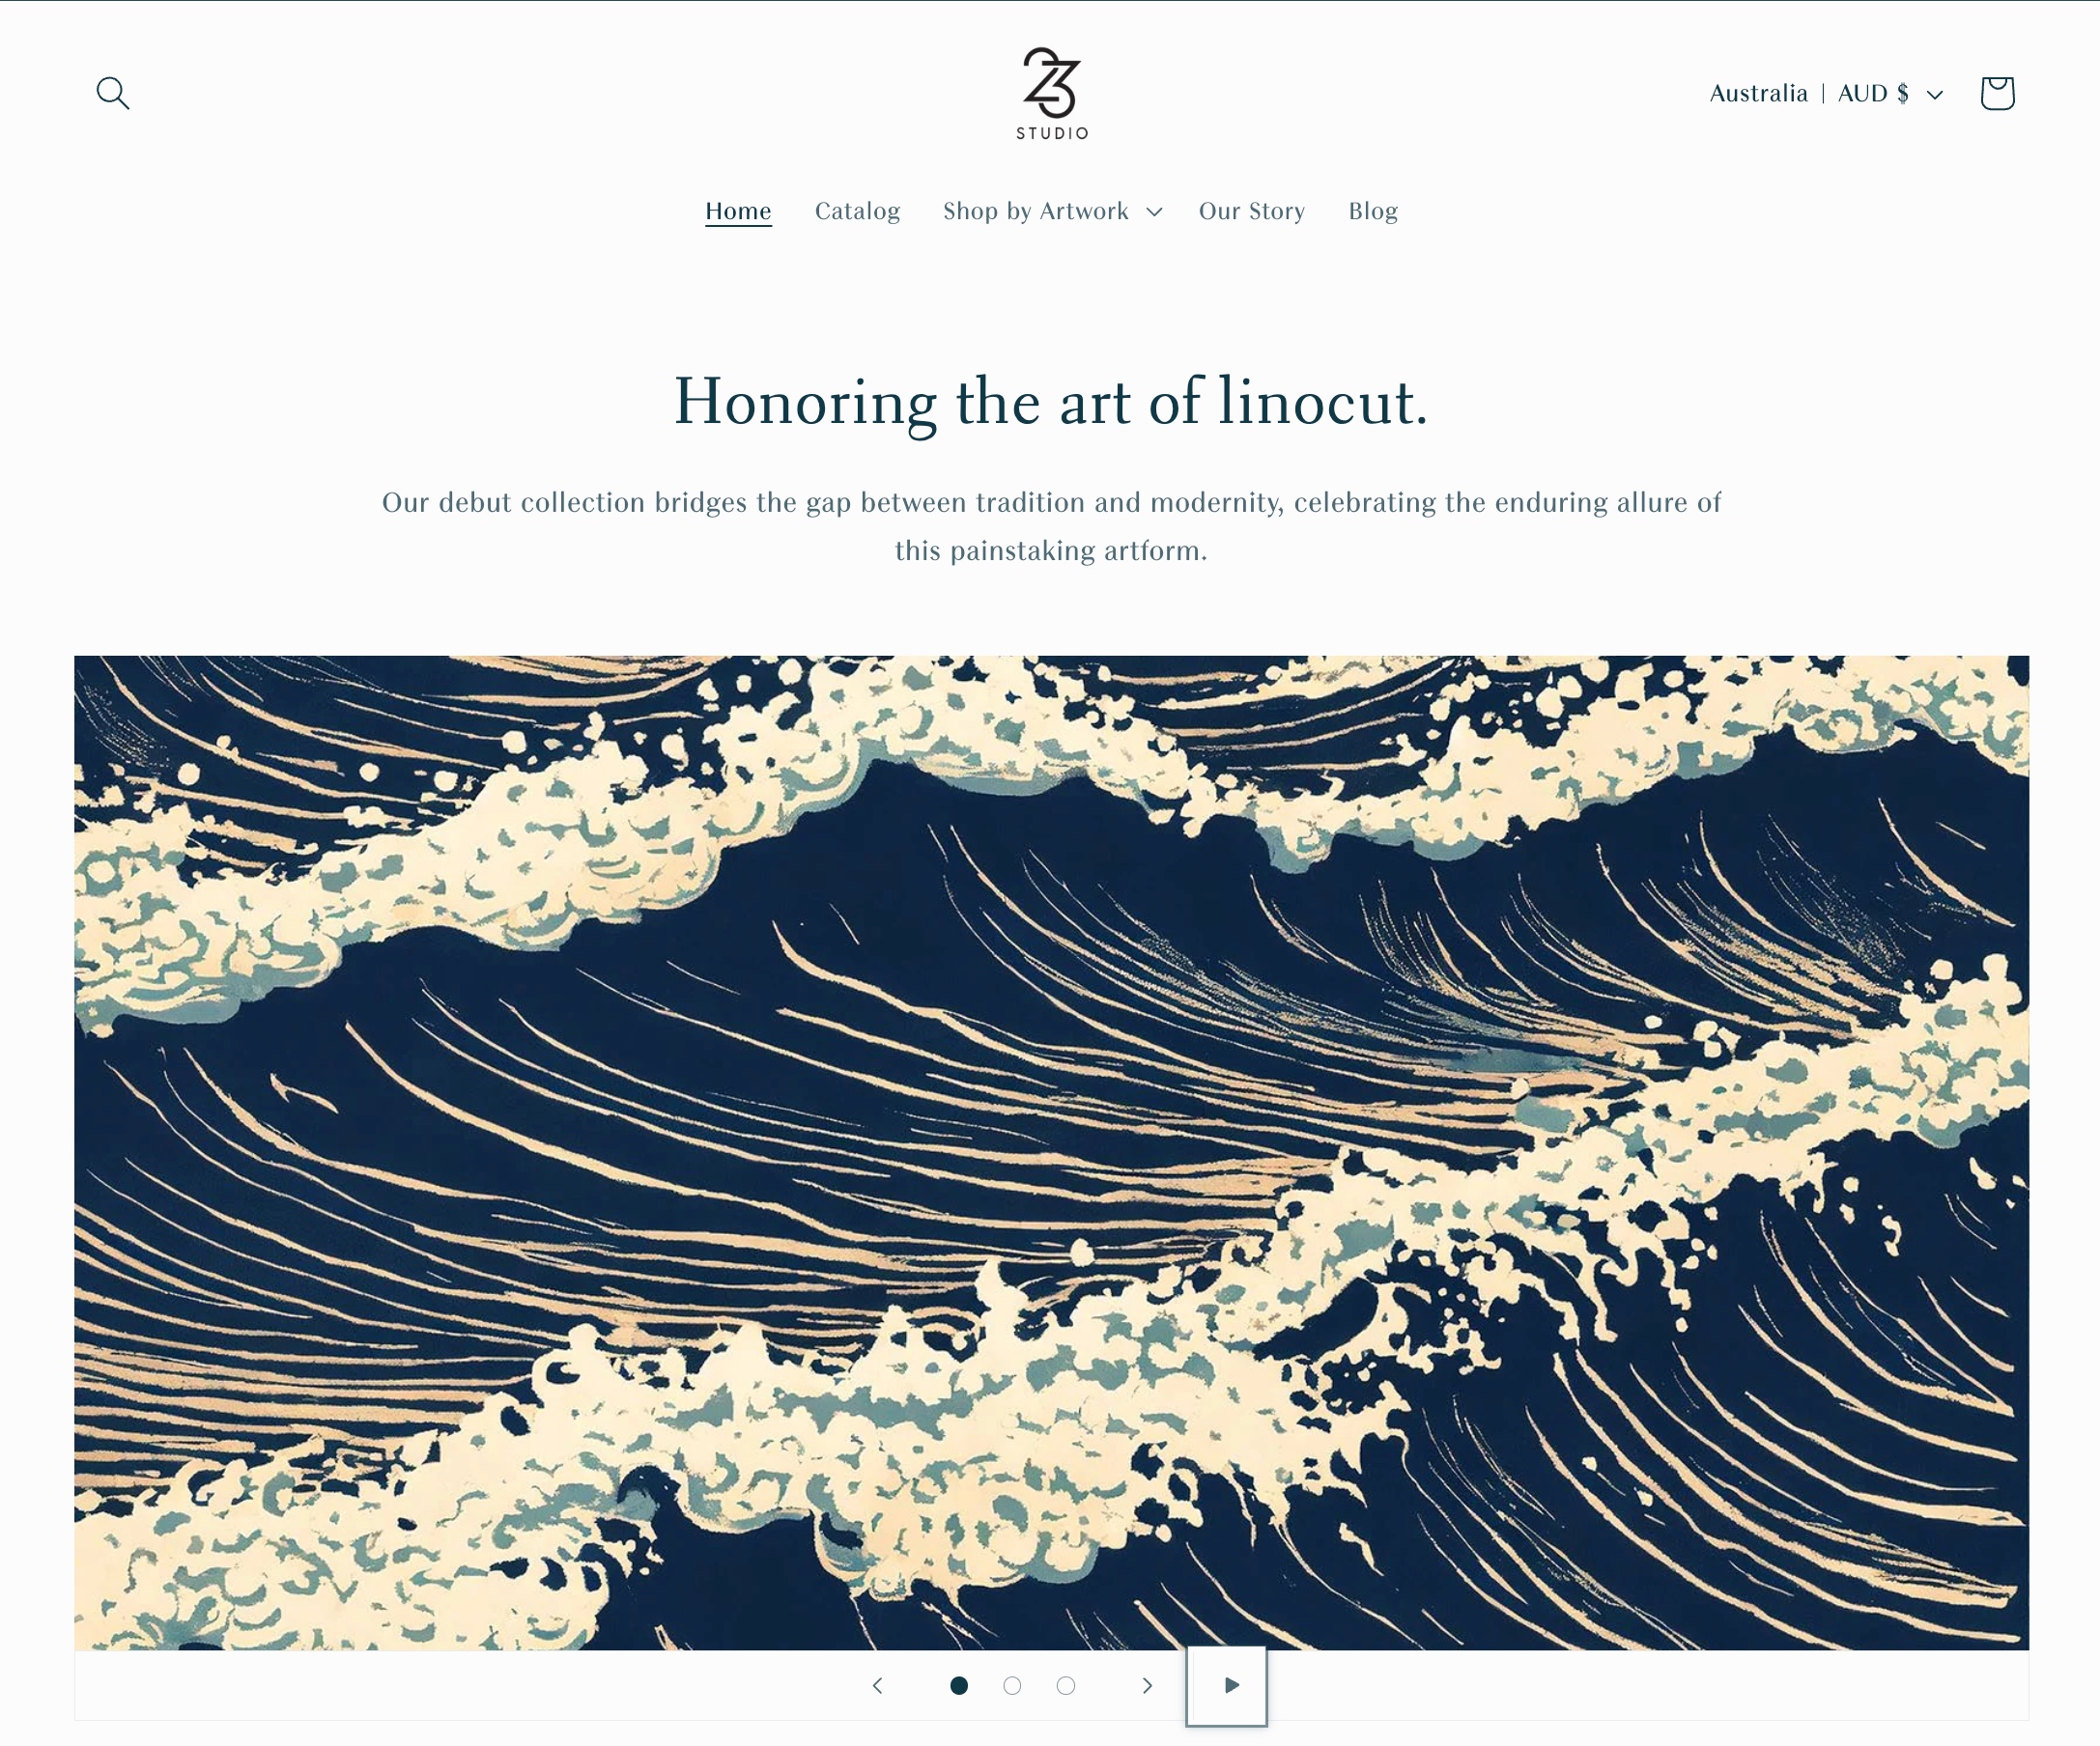 23
STUDIO
Australia | AUD $
Home Catalog Shop by Artwork Our Story Blog
Honoring the art of linocut.
Our debut collection bridges the gap between tradition and modernity, celebrating the enduring allure of
this painstaking artform.